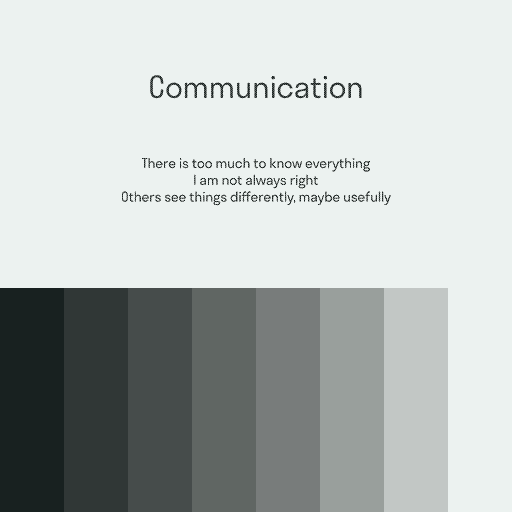 Communication
There is too much to know everything
I am not always right
Others see things differently, maybe usefully